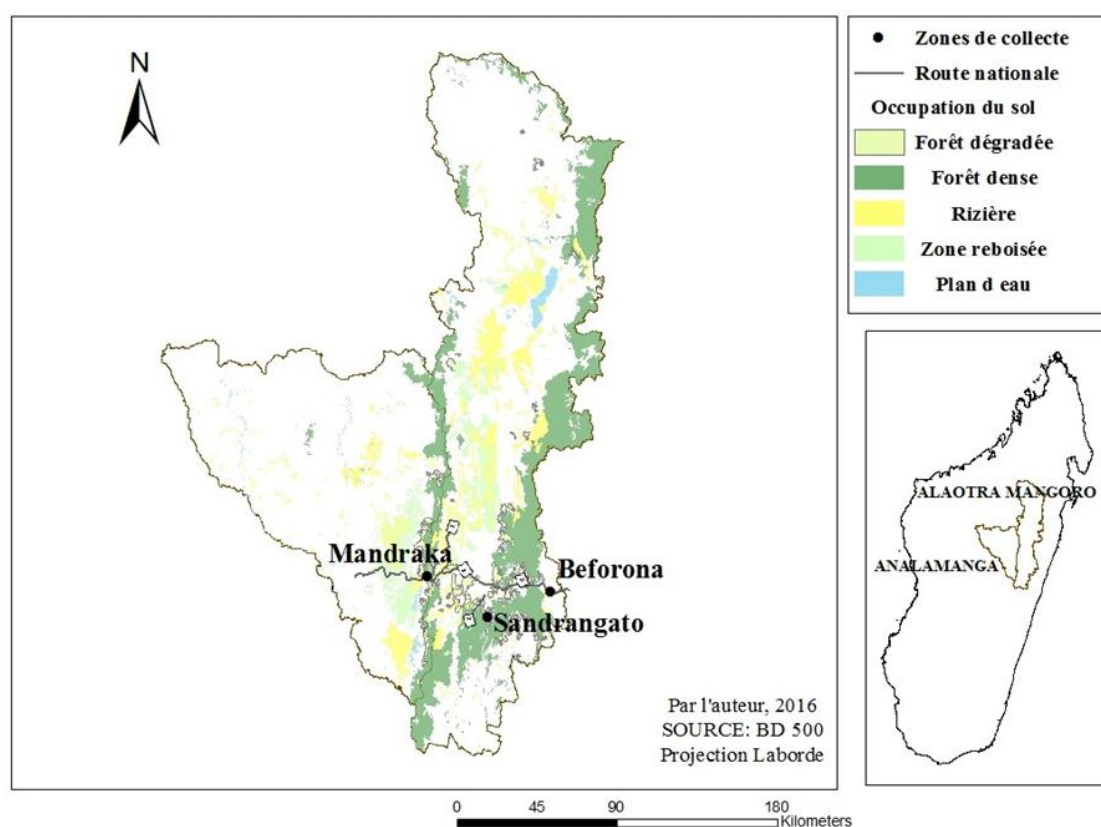 N
Mandraka
Beforona
Sandrangato
Par l'auteur, 2016
SOURCE: BD 500
Projection Laborde
Zones de collecte
Route nationale
Occupation du sol
Forêt dégradée
Forêt dense
Rizière
Zone reboisée
Plan d eau
ALAOTRA MANGORO
ANALAMANGA
0 45 90 180
Kilometers